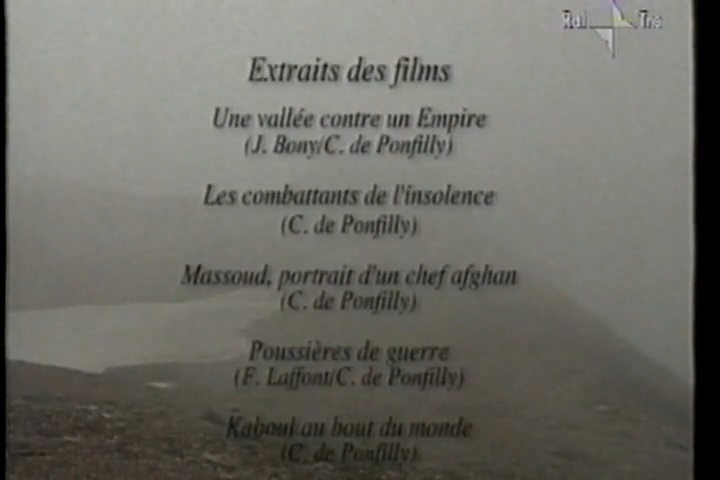 Rai Tre
Extraits des films
Une vallée contre un Empire
(J. Bony/C. de Ponfilly)
Les combattants de l'insolence
(C. de Ponfilly)
Massoud, portrait d'un chef afghan
(C. de Ponfilly)
Poussières de guerre
(F. Laffont/C. de Ponfilly)
Kaboul au bout du monde
(C. de Ponfilly)